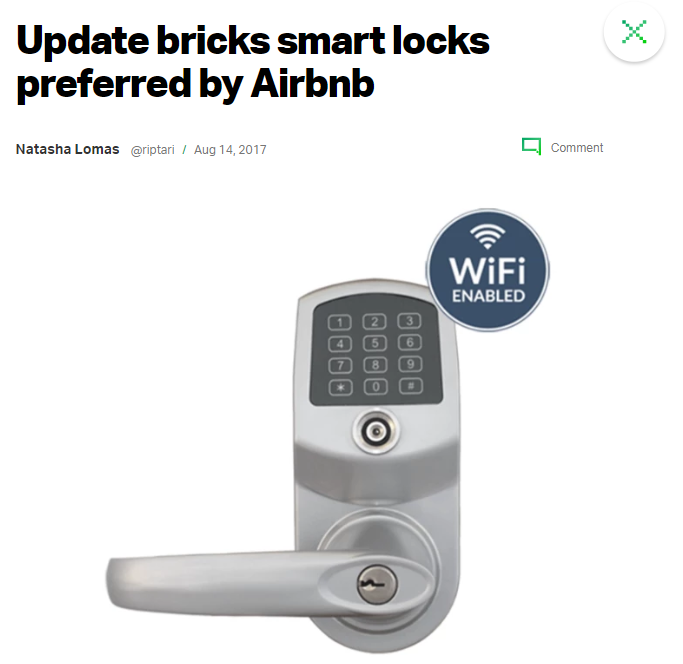 Update bricks smart locks
preferred by Airbnb
Natasha Lomas @riptari / Aug 14, 2017
Comment
WiFi
ENABLED
1 2 3
4 5 6
7 8 9
* 0 #